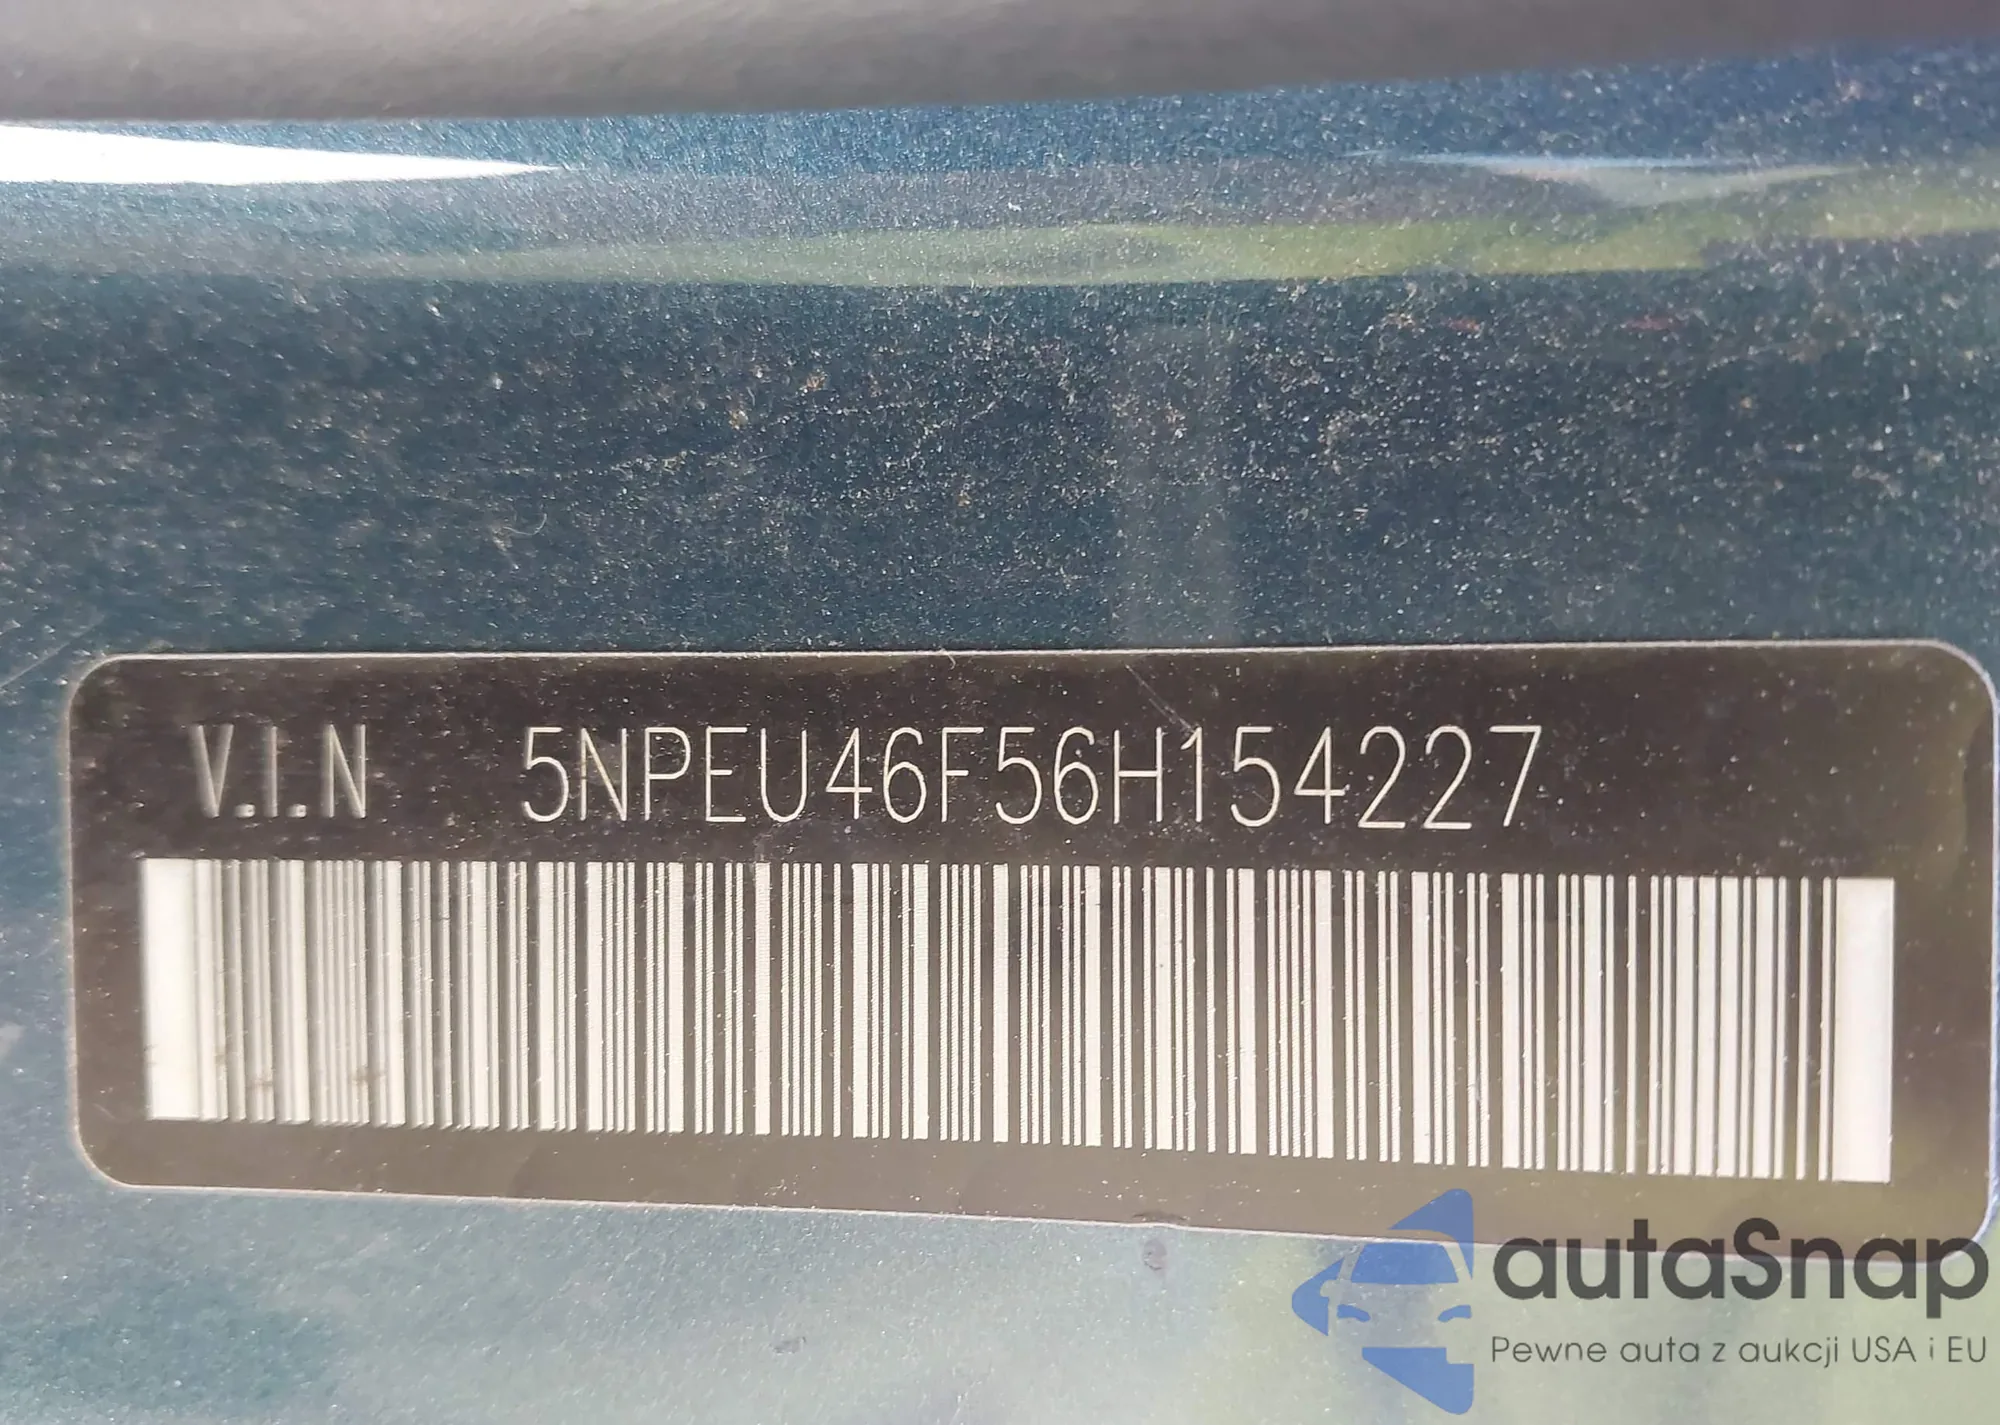 V.I.N 5NPEU46F56H154227
autaSnap
Pewne auta z aukcji USA i EU